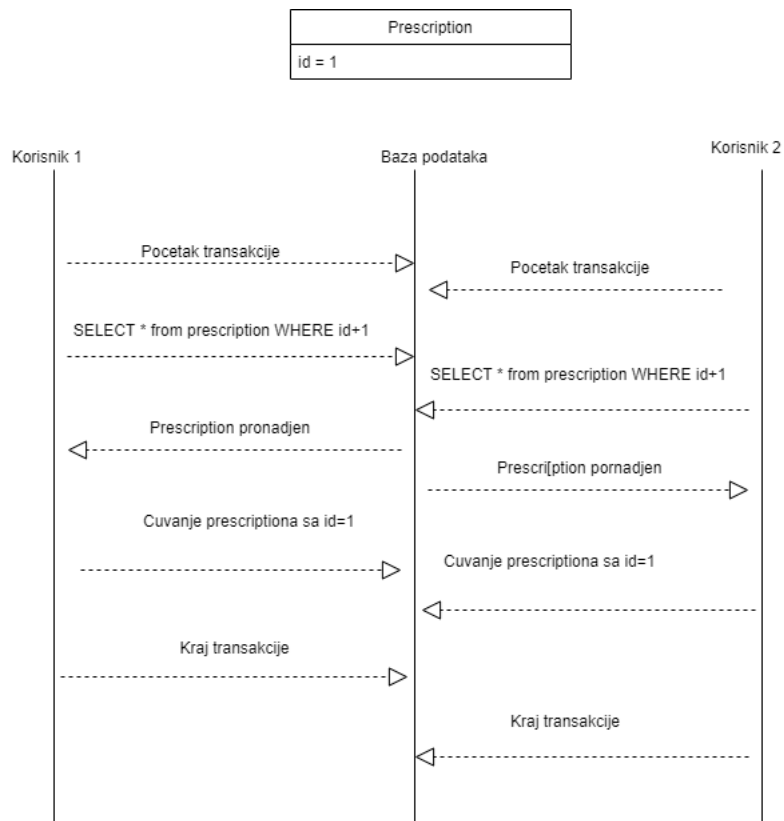 Prescription
id = 1
Korisnik 1
Baza podataka
Korisnik 2
Pocetak transakcije
Pocetak transakcije
SELECT * from prescription WHERE id+1
SELECT * from prescription WHERE id+1
Prescription pronadjen
Prescri[ption pornadjen
Cuvanje prescriptiona sa id=1
Cuvanje prescriptiona sa id=1
Kraj transakcije
Kraj transakcije